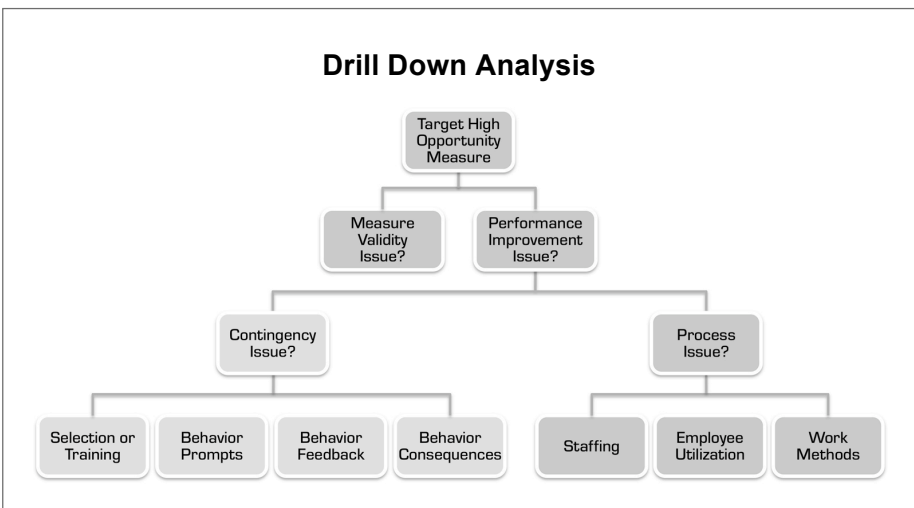 Drill Down Analysis
Target High
Opportunity
Measure
Measure
Validity
Issue?
Performance
Improvement
Issue?
Contingency
Issue?
Process
Issue?
Selection or
Training
Behavior
Prompts
Behavior
Feedback
Behavior
Consequences
Staffing
Employee
Utilization
Work
Methods